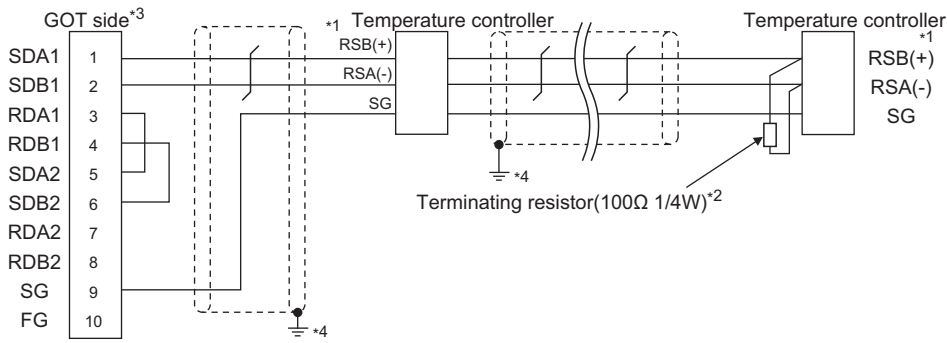 GOT side*3
*1 Temperature controller
Temperature controller
*1
SDA1 1 RSB(+) RSB(+)
SDB1 2 RSA(-) RSA(-)
RDA1 3 SG SG
RDB1 4
SDA2 5 *4
SDB2 6 Terminating resistor(100Ω 1/4W)*2
RDA2 7
RDB2 8
SG 9
FG 10 *4